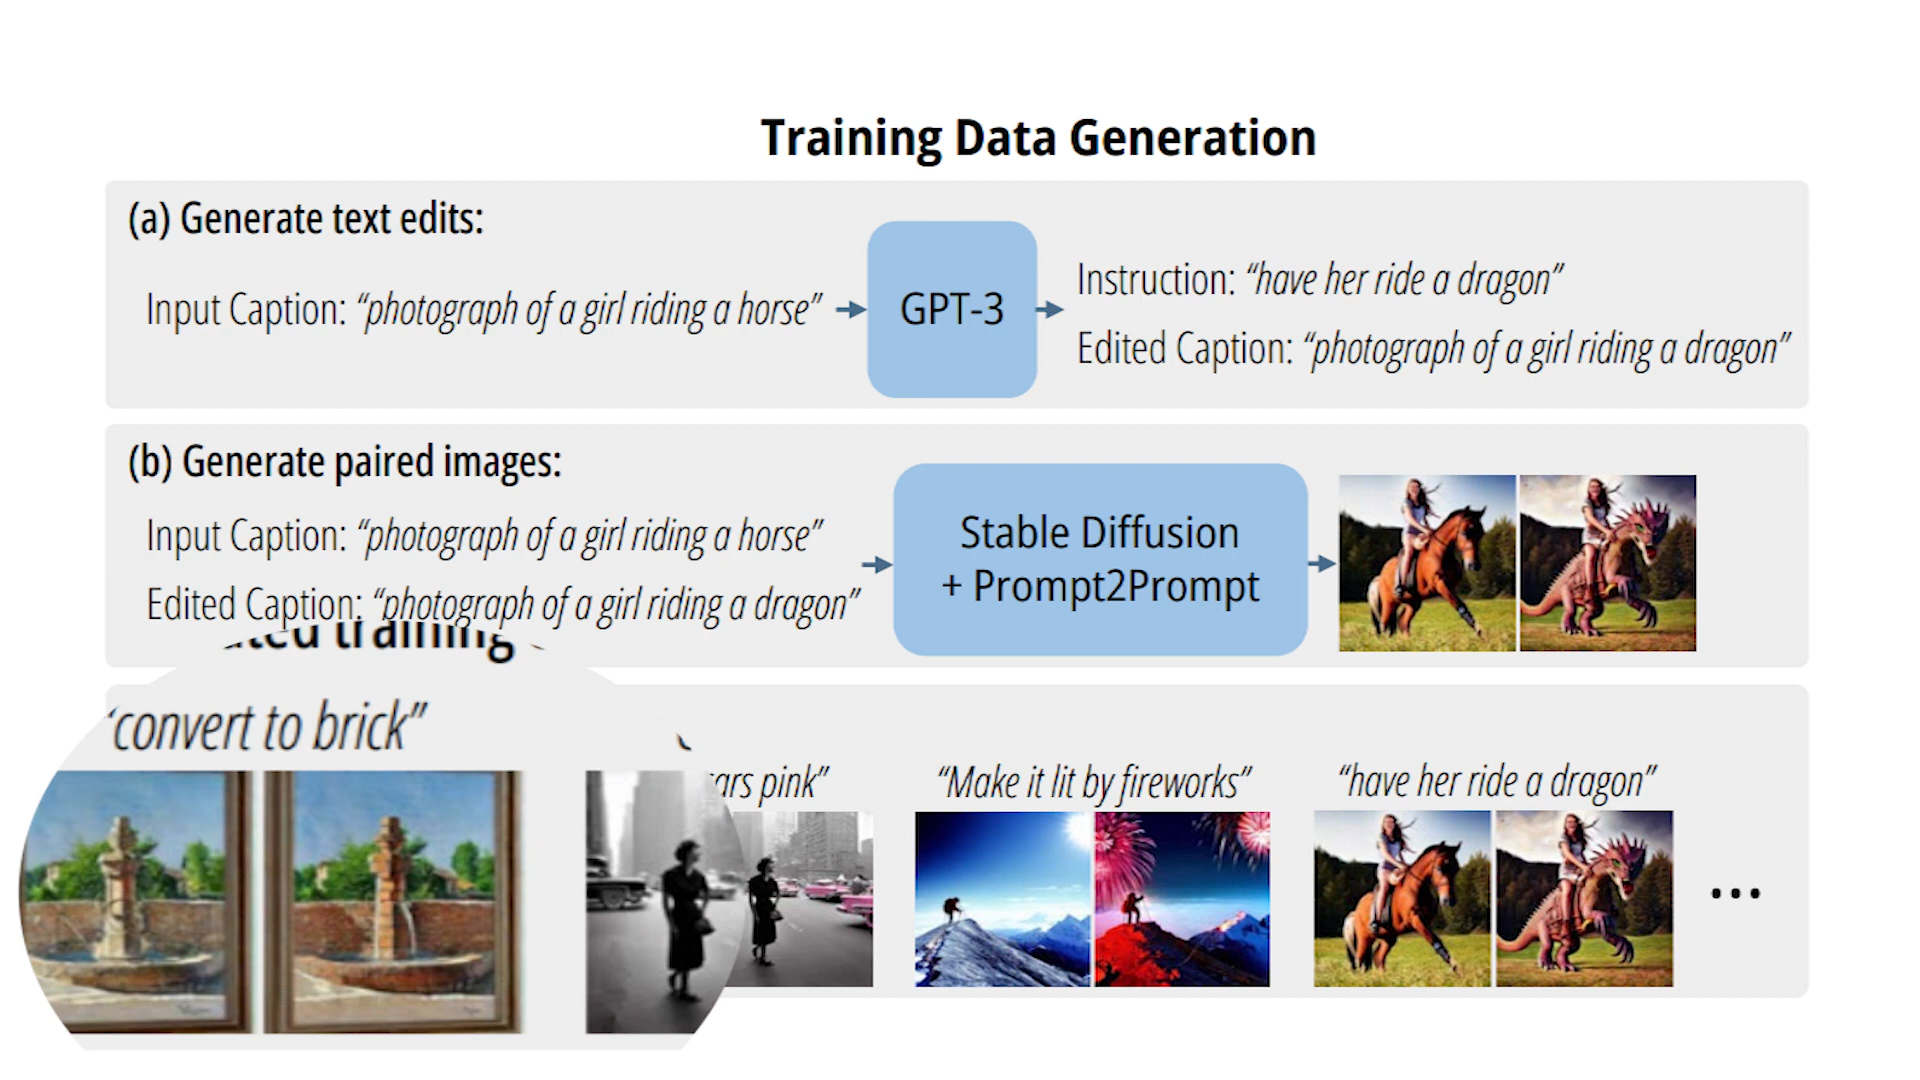 Training Data Generation
(a) Generate text edits:
Input Caption: “photograph of a girl riding a horse”
GPT-3
Instruction: “have her ride a dragon”
Edited Caption: “photograph of a girl riding a dragon”
(b) Generate paired images:
Input Caption: “photograph of a girl riding a horse”
Edited Caption: “photograph of a girl riding a dragon”
Stable Diffusion
+ Prompt2Prompt
training
“convert to brick”
pink”
“Make it lit by fireworks”
“have her ride a dragon”
...